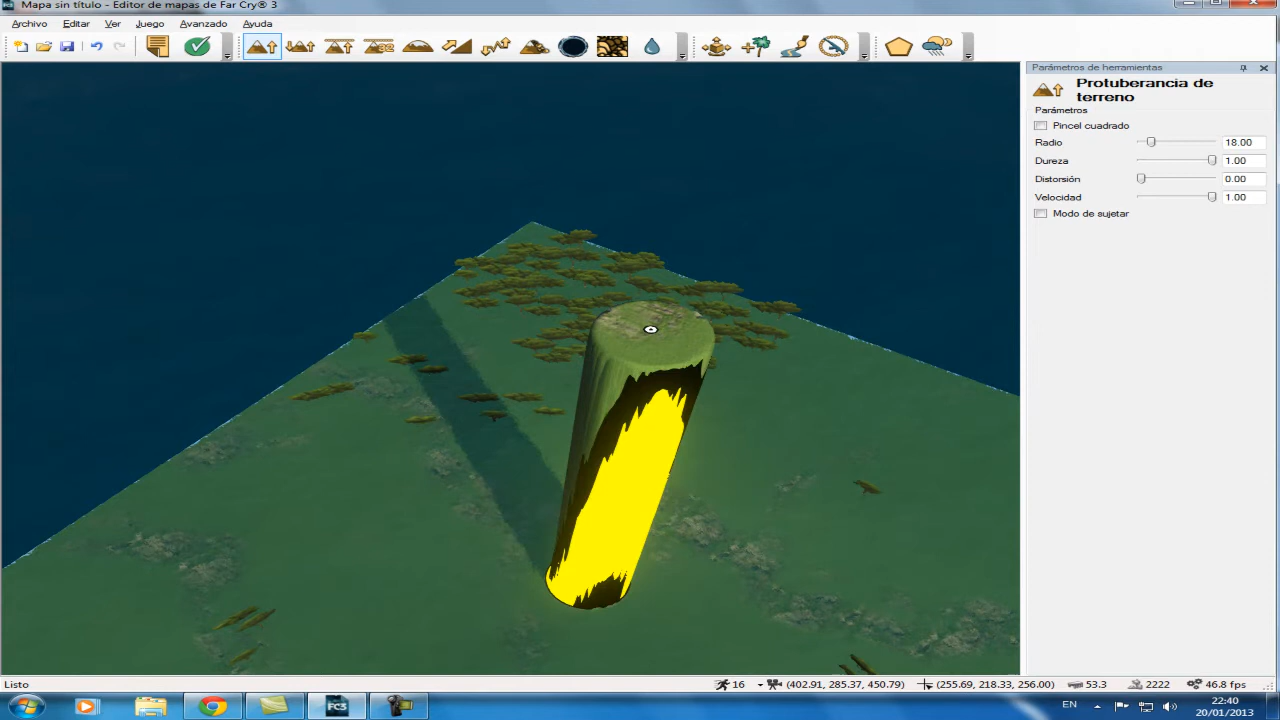 Mapa sin título - Editor de mapas de Far Cry® 3
Archivo Editar Ver Juego Avanzado Ayuda
Parámetros de herramientas
Protuberancia de
terreno
Parámetros
Pincel cuadrado
Radio 18.00
Dureza 1.00
Distorsión 0.00
Velocidad 1.00
Modo de sujetar
Listo 16 (402.91, 285.37, 450.79) (255.69, 218.33, 256.00) 53.3 2222 46.8 fps
FC3
EN 22:40
20/01/2013